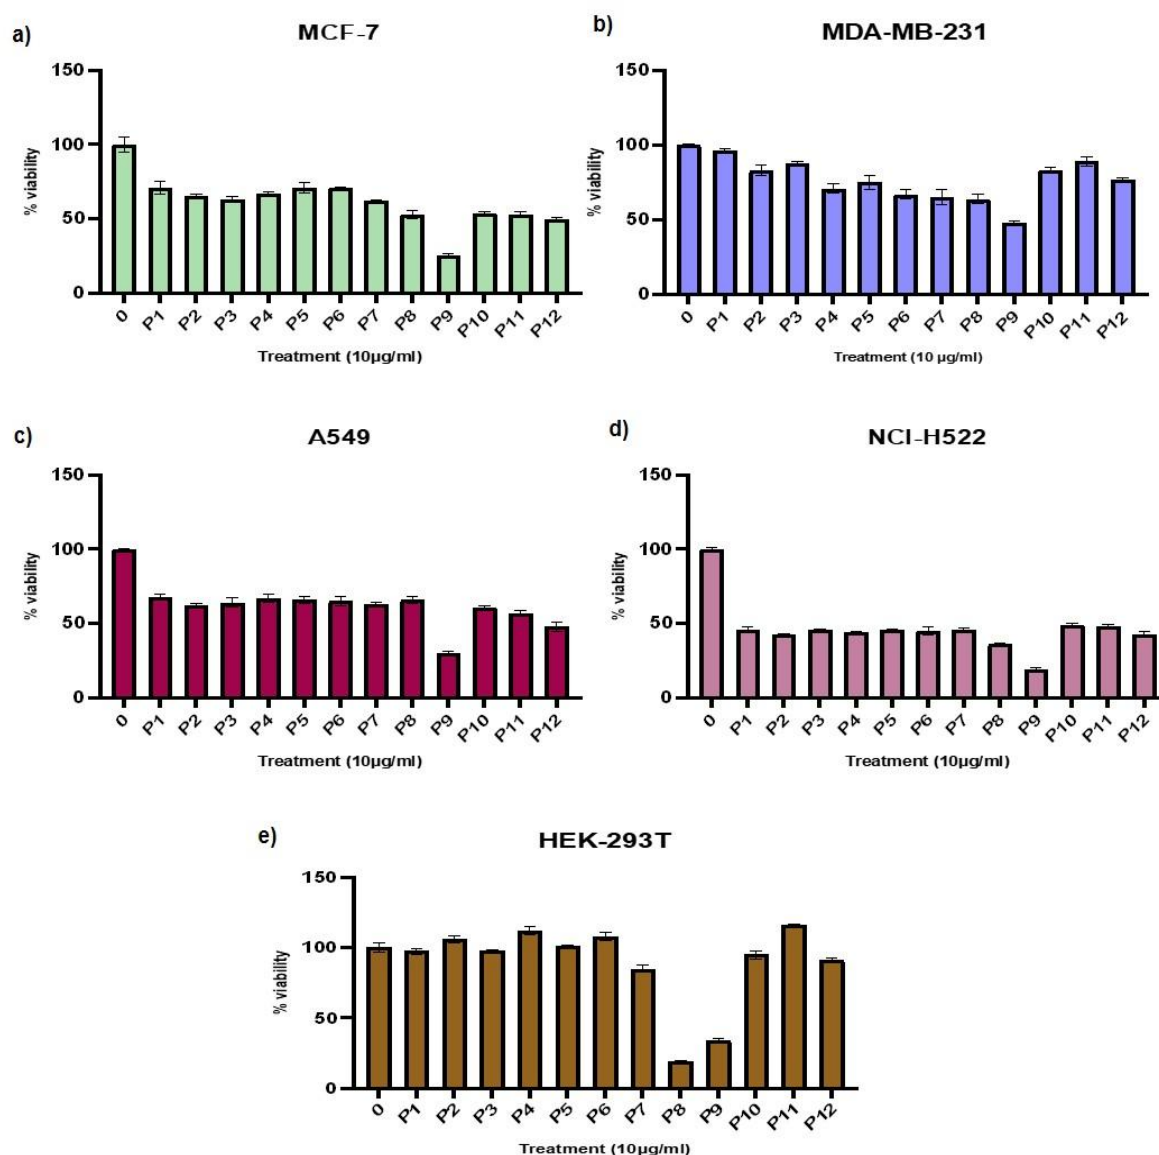 a)
MCF-7
150
100
50
0
% viability
0 P1 P2 P3 P4 P5 P6 P7 P8 P9 P10 P11 P12
Treatment (10µg/ml)
b)
MDA-MB-231
150
100
50
0
% viability
0 P1 P2 P3 P4 P5 P6 P7 P8 P9 P10 P11 P12
Treatment (10 µg/ml)
c)
A549
150
100
50
0
% viability
0 P1 P2 P3 P4 P5 P6 P7 P8 P9 P10 P11 P12
Treatment (10µg/ml)
d)
NCI-H522
150
100
50
0
% viability
0 P1 P2 P3 P4 P5 P6 P7 P8 P9 P10 P11 P12
Treatment (10µg/ml)
e)
HEK-293T
150
100
50
0
% viability
0 P1 P2 P3 P4 P5 P6 P7 P8 P9 P10 P11 P12
Treatment (10µg/ml)